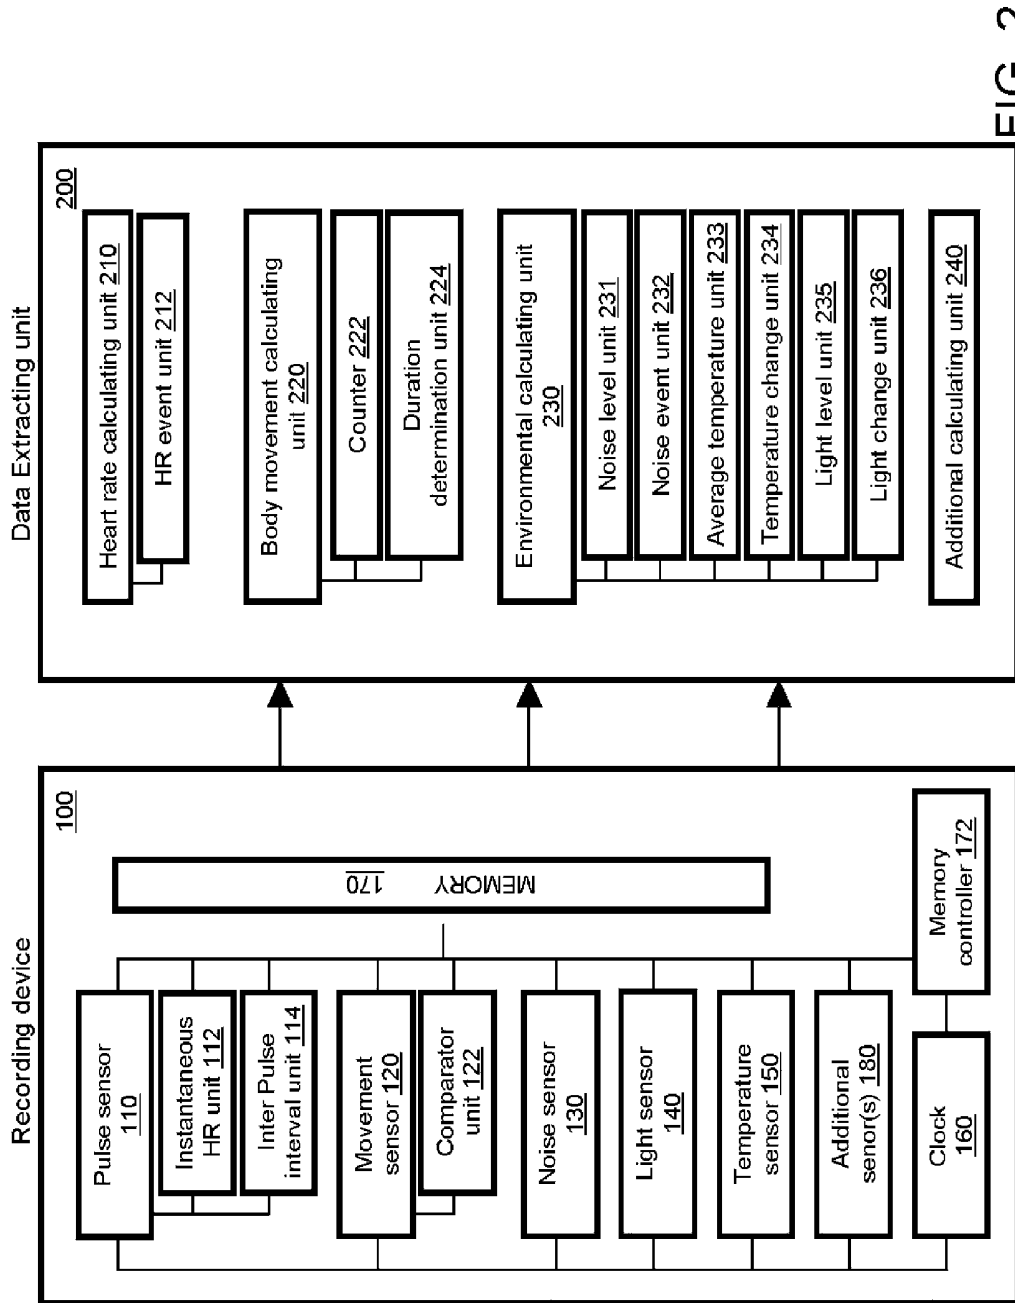 Recording device
100
Pulse sensor
110
Instantaneous
HR unit 112
Inter Pulse
interval unit 114
Movement
sensor 120
Comparator
unit 122
Noise sensor
130
Light sensor
140
Temperature
sensor 150
Additional
senor(s) 180
Clock
160
MEMORY 170
Memory
controller 172
Data Extracting unit
200
Heart rate calculating unit 210
HR event unit 212
Body movement calculating
unit 220
Counter 222
Duration
determination unit 224
Environmental calculating unit
230
Noise level unit 231
Noise event unit 232
Average temperature unit 233
Temperature change unit 234
Light level unit 235
Light change unit 236
Additional calculating unit 240
FIG. 2